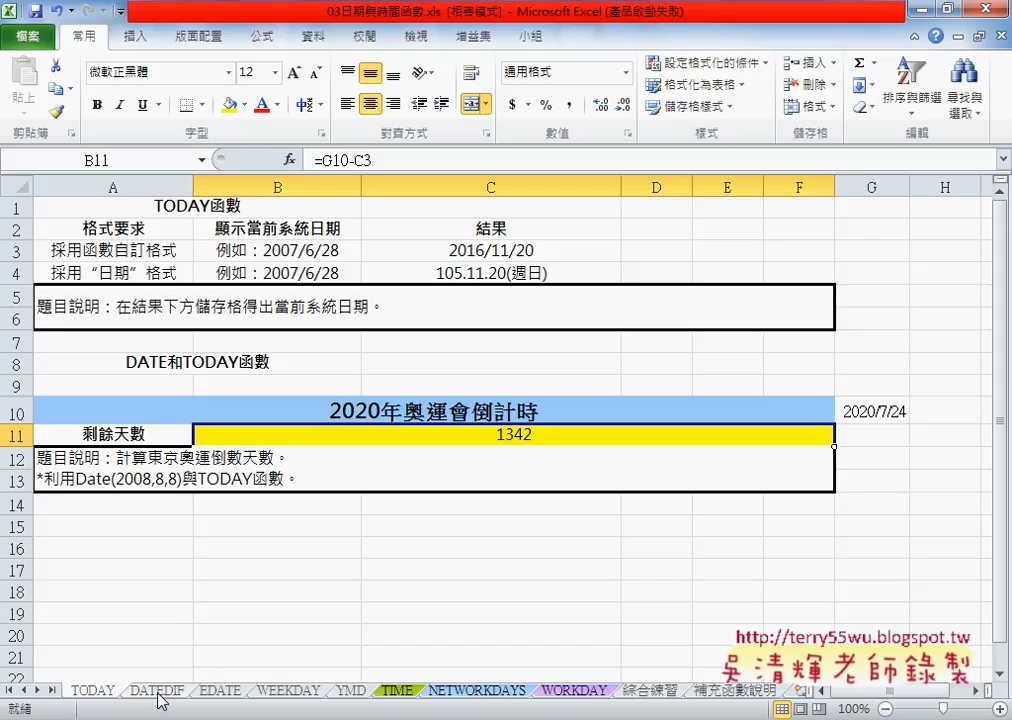 03日期與時間函數.xls [相容模式] - Microsoft Excel (產品啟動失敗)
檔案 常用 插入 版面配置 公式 資料 校閱 檢視 增益集 小組
貼上 微軟正黑體 12 通用格式 設定格式化的條件 插入 Σ
格式化為表格 刪除 排序與篩選 尋找與選取
B I U A 中 $ % , 儲存格樣式 格式
剪貼簿 字型 對齊方式 數值 樣式 儲存格 編輯
B11 fx =G10-C3
A B C D E F G H
1 TODAY函數
2 格式要求 顯示當前系統日期 結果
3 採用函數自訂格式 例如：2007/6/28 2016/11/20
4 採用“日期”格式 例如：2007/6/28 105.11.20(週日)
5 題目說明：在結果下方儲存格得出當前系統日期。
6
7
8 DATE和TODAY函數
9
10 2020年奧運會倒計時 2020/7/24
11 剩餘天數 1342
12 題目說明：計算東京奧運倒數天數。
13 *利用Date(2008,8,8)與TODAY函數。
14
15
16
17
18
19
20
21
22
http://terry55wu.blogspot.tw
吳清輝老師錄製
TODAY DATEDIF EDATE WEEKDAY YMD TIME NETWORKDAYS WORKDAY 綜合練習 補充函數說明
就緒 100%